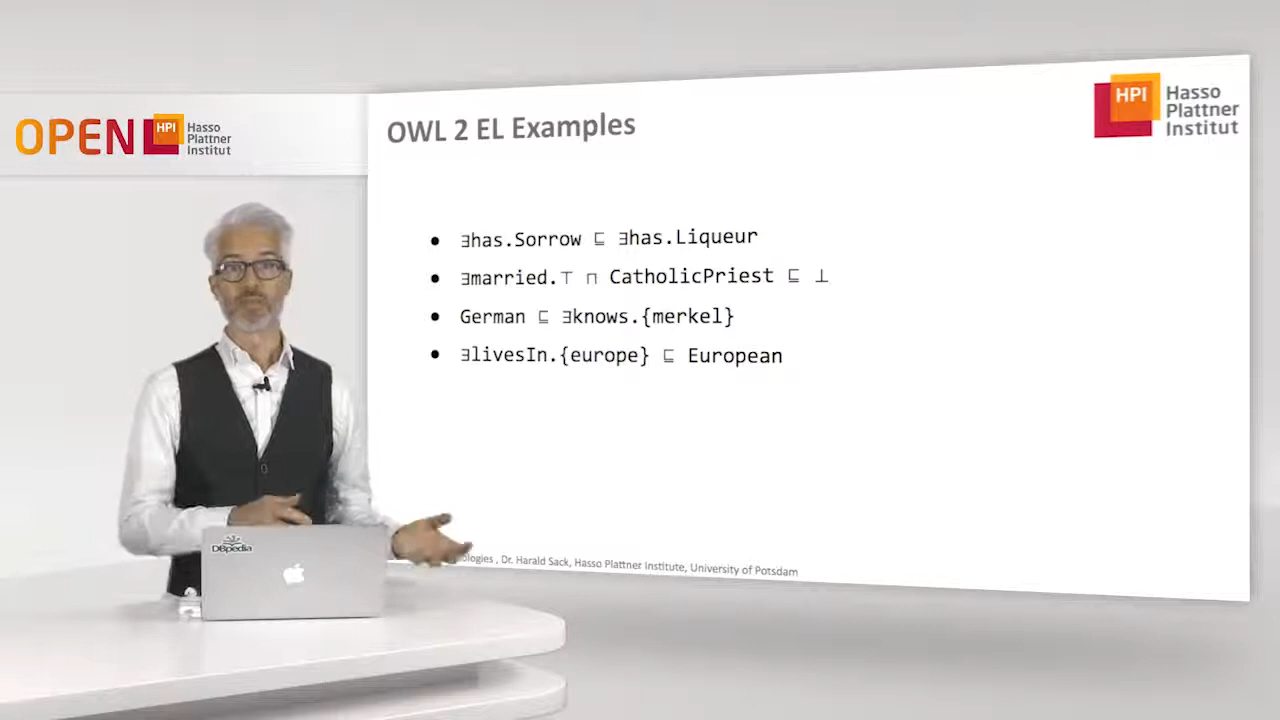 OPEN HPI Hasso
Plattner
Institut
OWL 2 EL Examples
HPI Hasso
Plattner
Institut
• ∃has.Sorrow ⊑ ∃has.Liqueur
• ∃married.⊤ ⊓ CatholicPriest ⊑ ⊥
• German ⊑ ∃knows.{merkel}
• ∃livesIn.{europe} ⊑ European
DBpedia
, Dr. Harald Sack, Hasso Plattner Institute, University of Potsdam